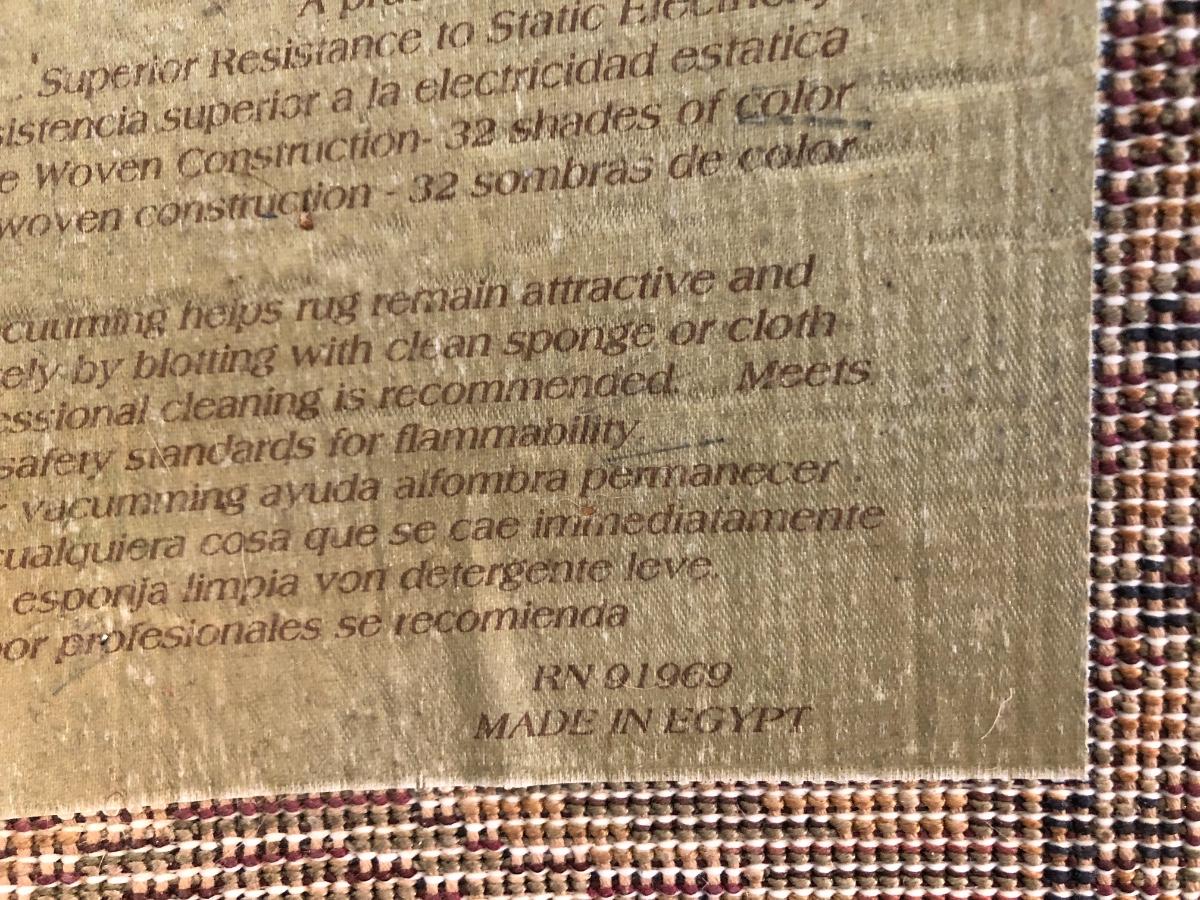 A
Superior Resistance to Static Electricity
sistencia superior a la electricidad estatica
e Woven Construction- 32 shades of color
woven construction - 32 sombras de color
cuuming helps rug remain attractive and
ely by blotting with clean sponge or cloth
essional cleaning is recommended. Meets
safety standards for flammability.
r vacumming ayuda alfombra permanecer
cualquiera cosa que se cae immediatamente
esponja limpia von detergente leve.
por profesionales se recomienda
RN 91969
MADE IN EGYPT